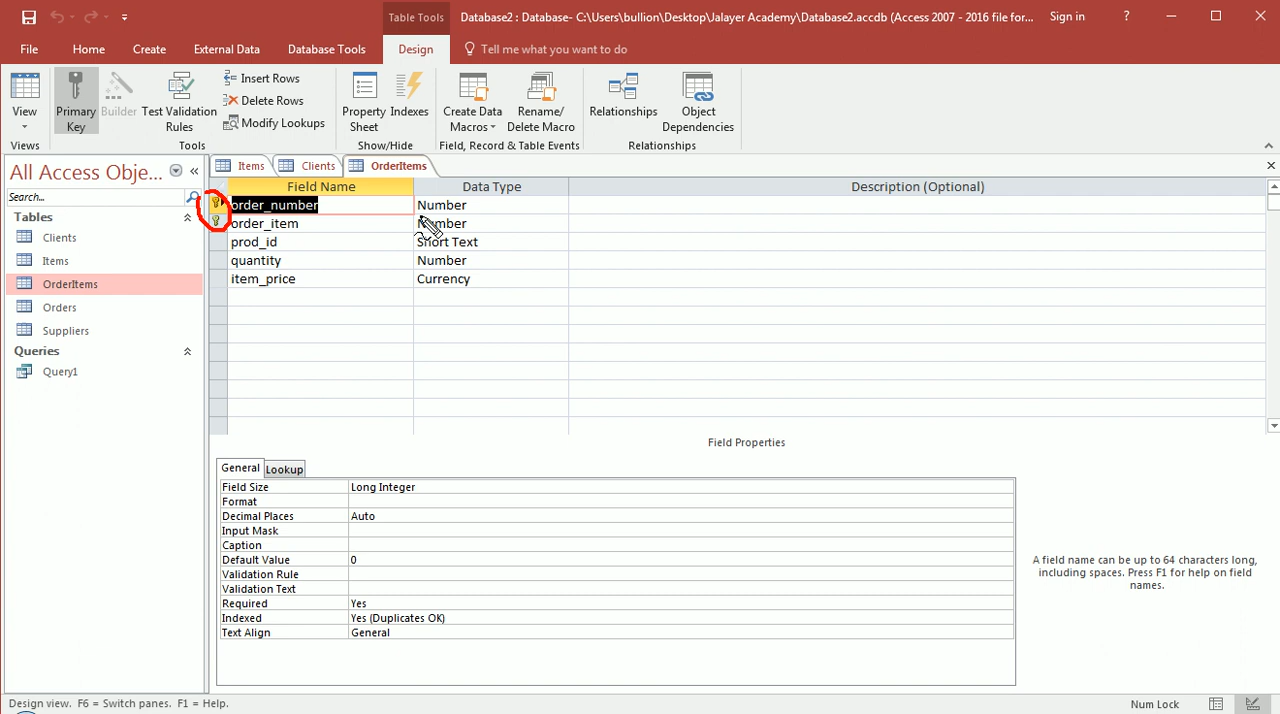 Table Tools
Database2 : Database- C:\Users\bullion\Desktop\Jalayer Academy\Database2.accdb (Access 2007 - 2016 file for...
Sign in
?
File
Home
Create
External Data
Database Tools
Design
Tell me what you want to do
View
Primary Key
Builder
Test Validation Rules
Insert Rows
Delete Rows
Modify Lookups
Property Sheet
Indexes
Create Data Macros
Rename/ Delete Macro
Relationships
Object Dependencies
Views
Tools
Show/Hide
Field, Record & Table Events
Relationships
All Access Obje...
Search...
Tables
Clients
Items
OrderItems
Orders
Suppliers
Queries
Query1
Items
Clients
OrderItems
Field Name
Data Type
Description (Optional)
order_number
Number
order_item
Number
prod_id
Short Text
quantity
Number
item_price
Currency
Field Properties
General
Lookup
Field Size
Long Integer
Format
Decimal Places
Auto
Input Mask
Caption
Default Value
0
Validation Rule
Validation Text
Required
Yes
Indexed
Yes (Duplicates OK)
Text Align
General
A field name can be up to 64 characters long,
including spaces. Press F1 for help on field
names.
Design view. F6 = Switch panes. F1 = Help.
Num Lock